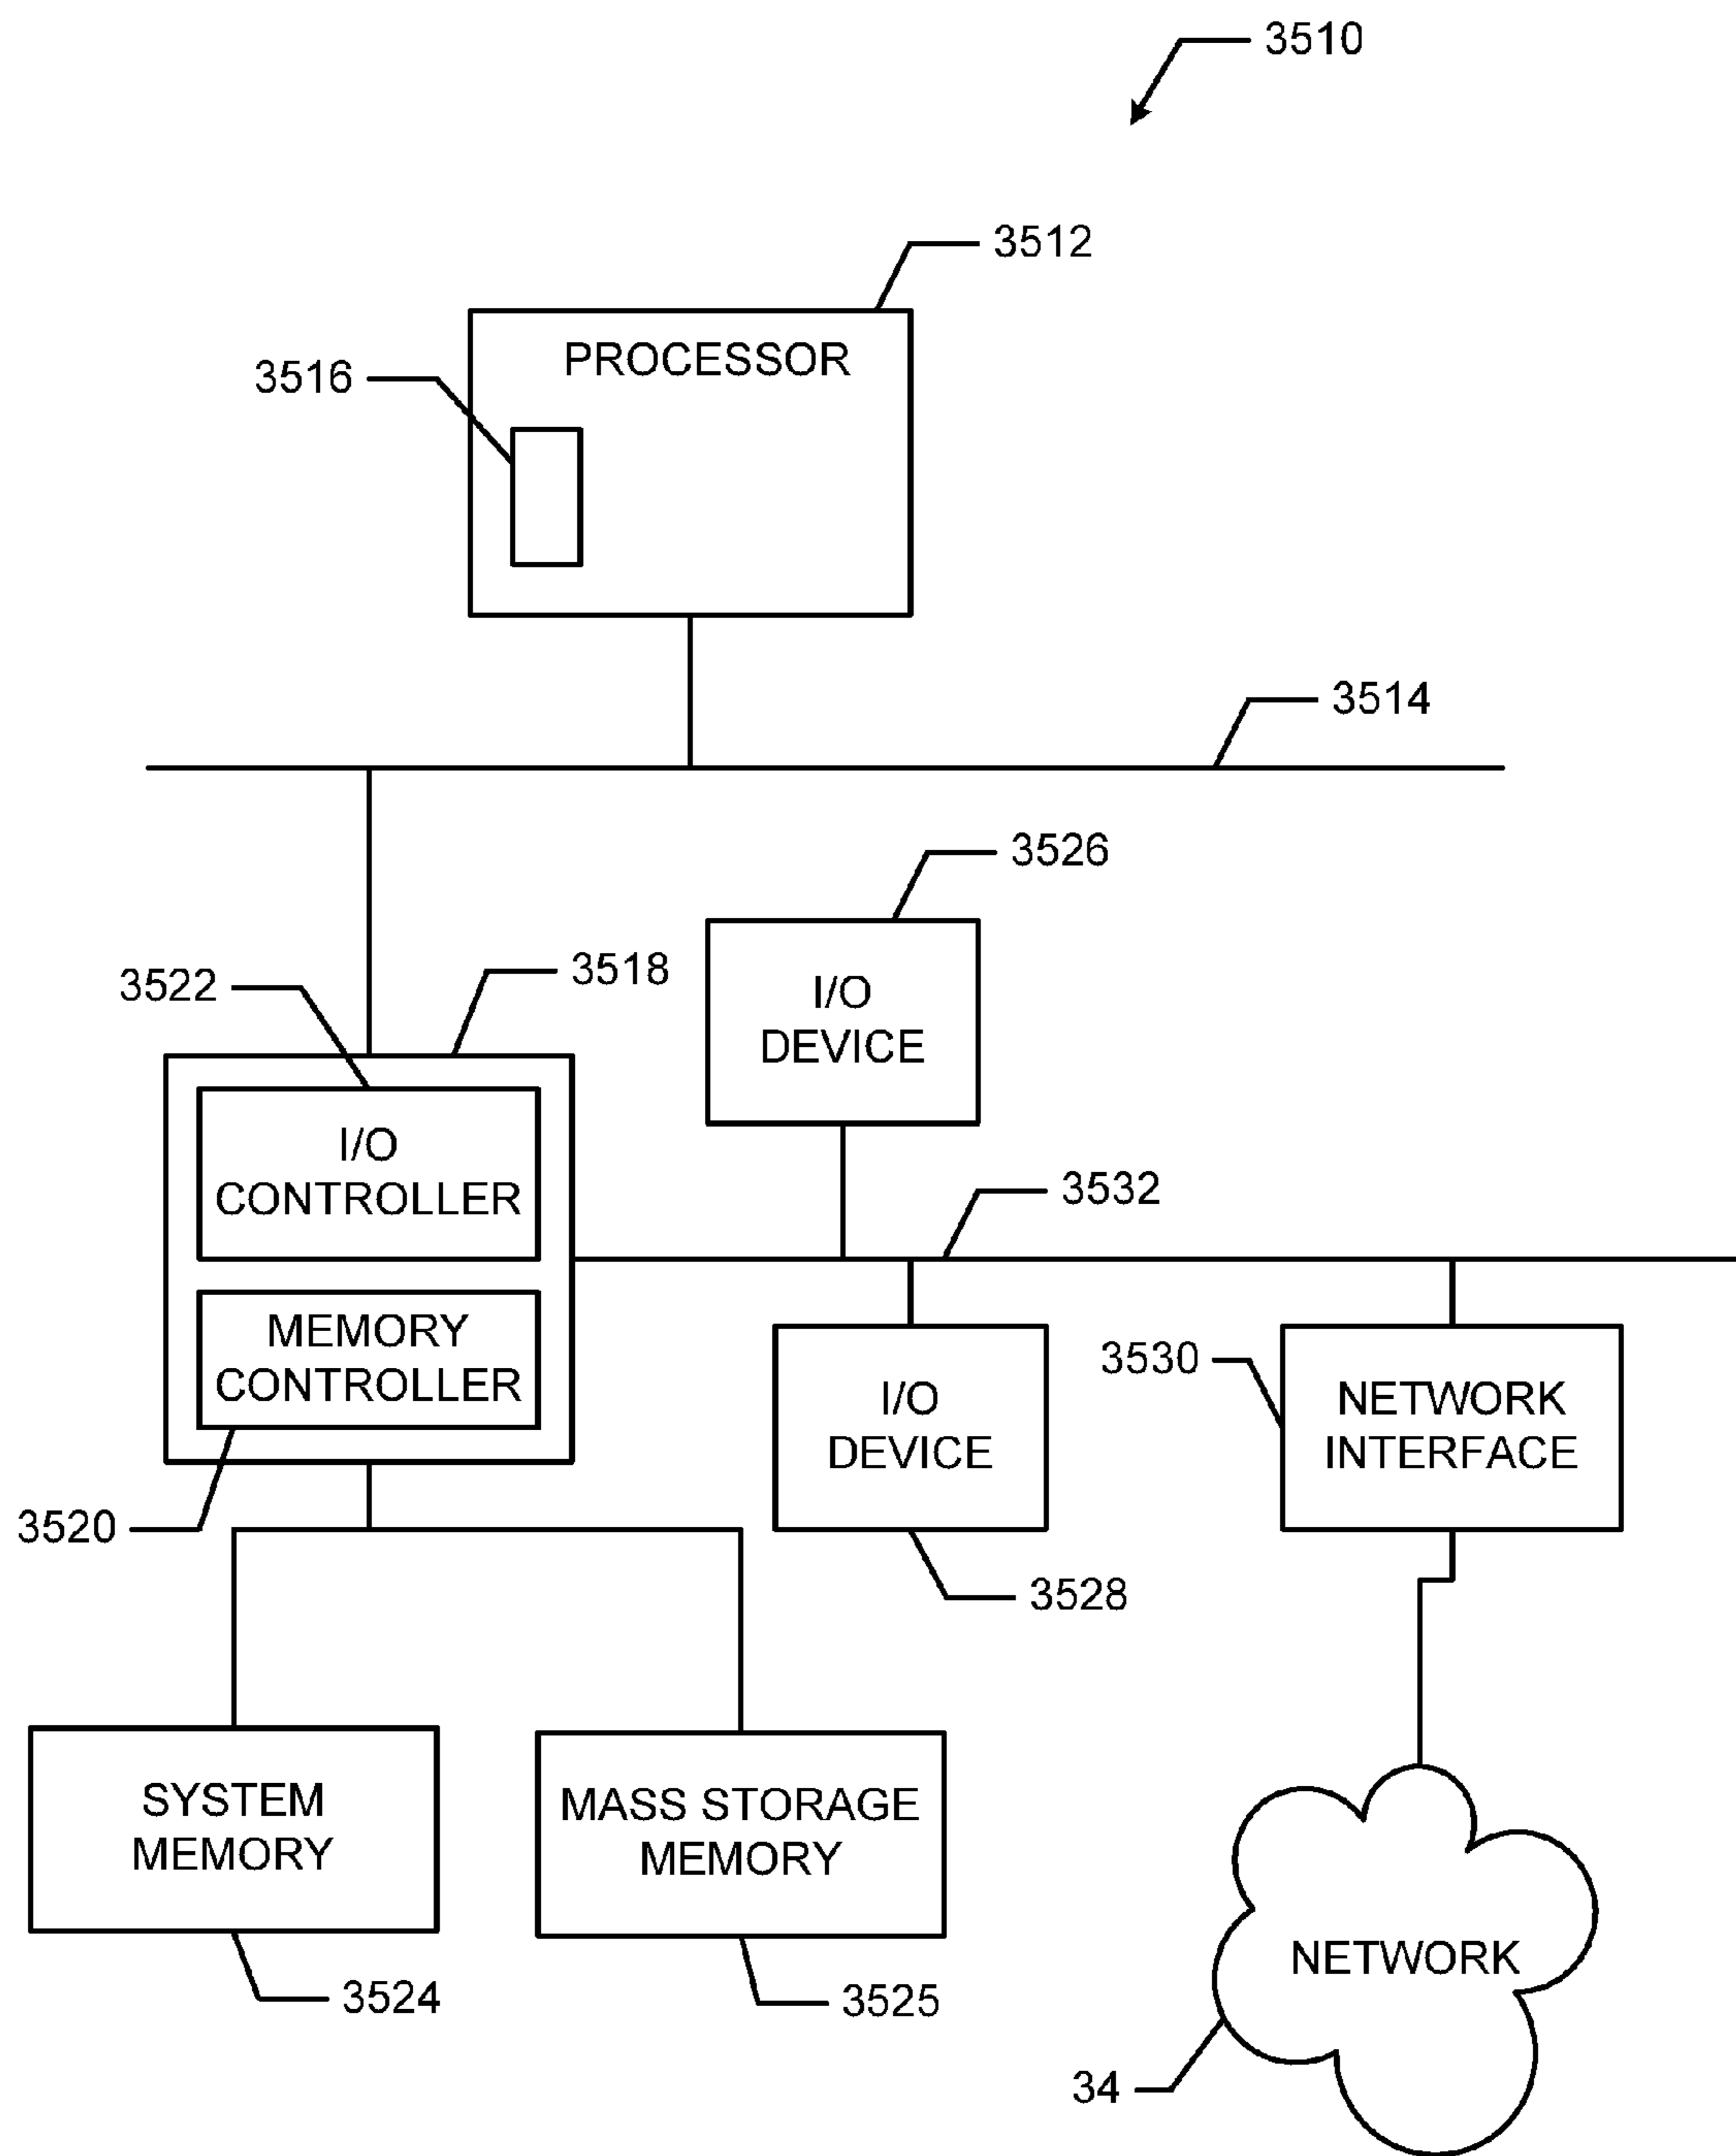 3510
3512
PROCESSOR
3516
3514
3526
3518
3522
I/O
DEVICE
I/O
CONTROLLER
3532
MEMORY
CONTROLLER
3530
I/O
DEVICE
NETWORK
INTERFACE
3520
3528
SYSTEM
MEMORY
MASS STORAGE
MEMORY
NETWORK
3524
3525
34